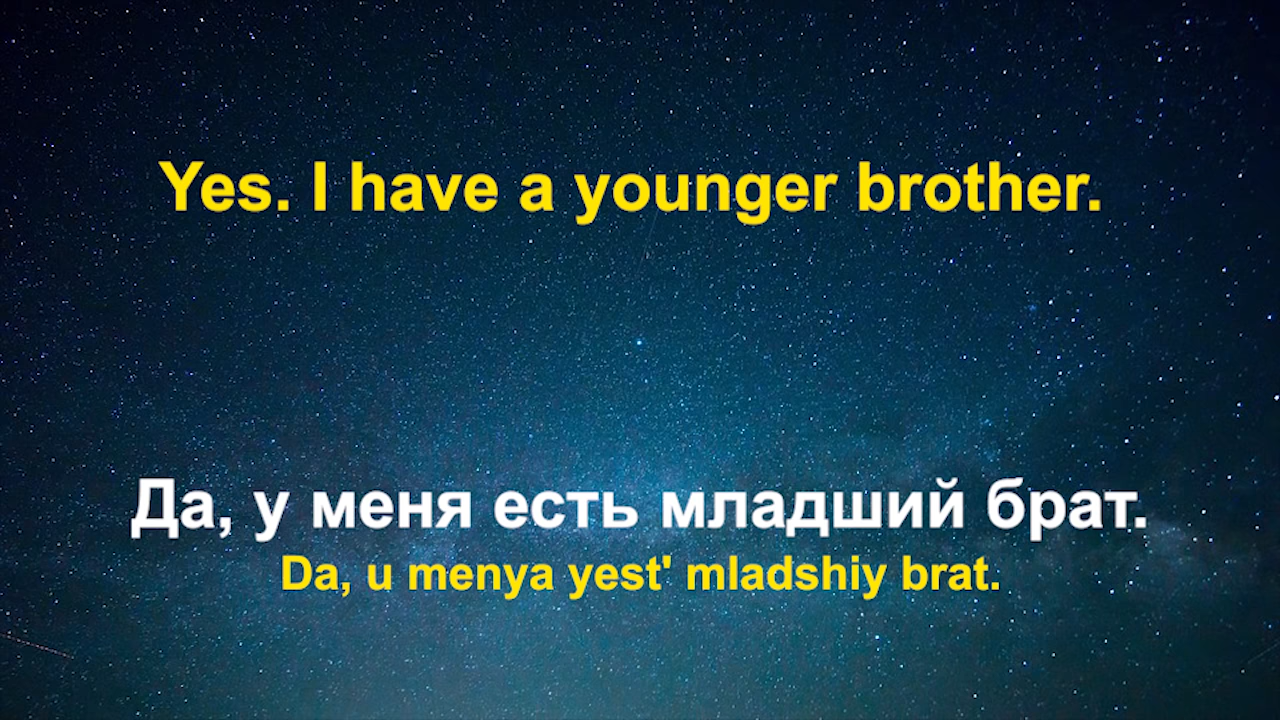 Yes. I have a younger brother.
Да, у меня есть младший брат.
Da, u menya yest' mladshiy brat.